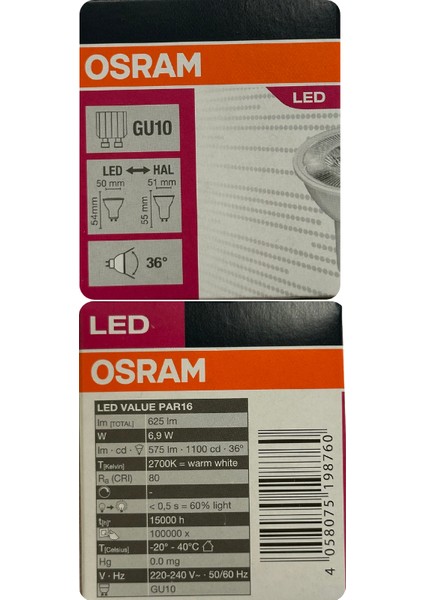 OSRAM
LED
GU10
LED ↔ HAL
50 mm 51 mm
54mm 55 mm
36°
LED
OSRAM
LED VALUE PAR16
lm [TOTAL] 625 lm
W 6,9 W
lm · cd · 575 lm · 1100 cd · 36°
T[Kelvin] 2700K = warm white
Ra (CRI) 80
-
< 0,5 s = 60% light
t[h] 15000 h
100000 x
T[Celsius] -20° - 40°C
Hg 0.0 mg
V · Hz 220-240 V~ · 50/60 Hz
GU10
4 058075 198760